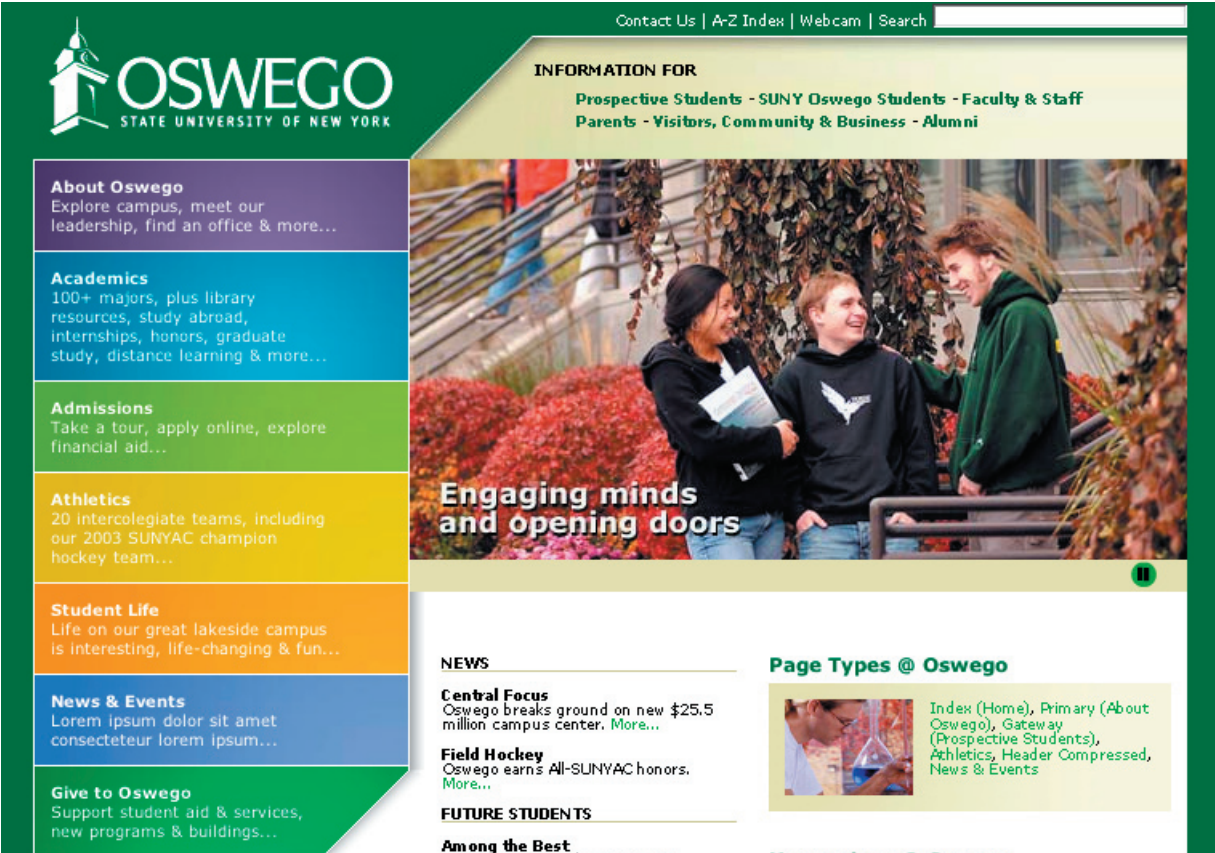 Contact Us | A-Z Index | Webcam | Search
OSWEGO
STATE UNIVERSITY OF NEW YORK
INFORMATION FOR
Prospective Students - SUNY Oswego Students - Faculty & Staff
Parents - Visitors, Community & Business - Alumni
About Oswego
Explore campus, meet our
leadership, find an office & more...
Academics
100+ majors, plus library
resources, study abroad,
internships, honors, graduate
study, distance learning & more...
Admissions
Take a tour, apply online, explore
financial aid...
Athletics
20 intercolegiate teams, including
our 2003 SUNYAC champion
hockey team...
Student Life
Life on our great lakeside campus
is interesting, life-changing & fun...
News & Events
Lorem ipsum dolor sit amet
consecteteur lorem ipsum...
Give to Oswego
Support student aid & services,
new programs & buildings...
Engaging minds
and opening doors
NEWS
Central Focus
Oswego breaks ground on new $25.5
million campus center. More...
Field Hockey
Oswego earns All-SUNYAC honors.
More...
FUTURE STUDENTS
Among the Best
Page Types @ Oswego
Index (Home), Primary (About
Oswego), Gateway
(Prospective Students),
Athletics, Header Compressed,
News & Events